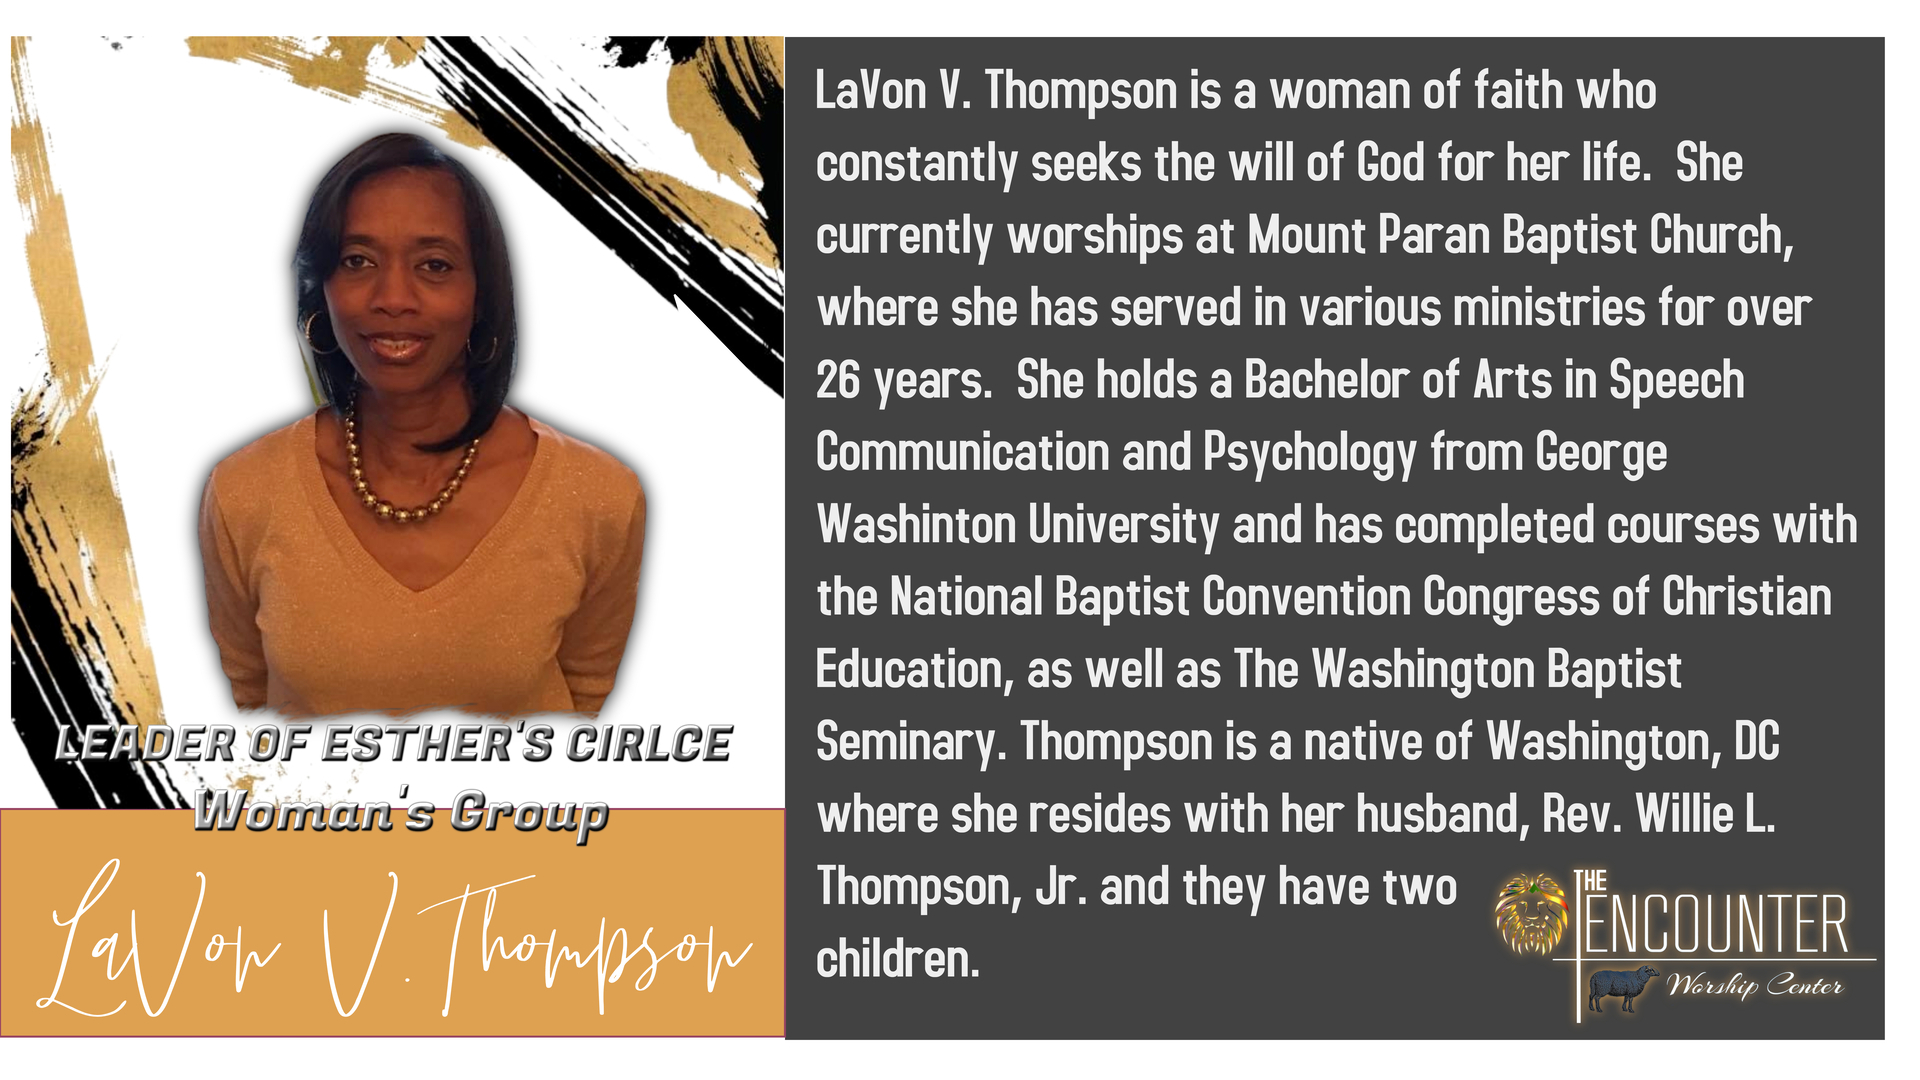 LEADER OF ESTHER'S CIRLCE
Woman's Group
LaVon V. Thompson
LaVon V. Thompson is a woman of faith who
constantly seeks the will of God for her life.  She
currently worships at Mount Paran Baptist Church,
where she has served in various ministries for over
26 years.  She holds a Bachelor of Arts in Speech
Communication and Psychology from George
Washinton University and has completed courses with
the National Baptist Convention Congress of Christian
Education, as well as The Washington Baptist
Seminary. Thompson is a native of Washington, DC
where she resides with her husband, Rev. Willie L.
Thompson, Jr. and they have two
children.
THE
ENCOUNTER
Worship Center